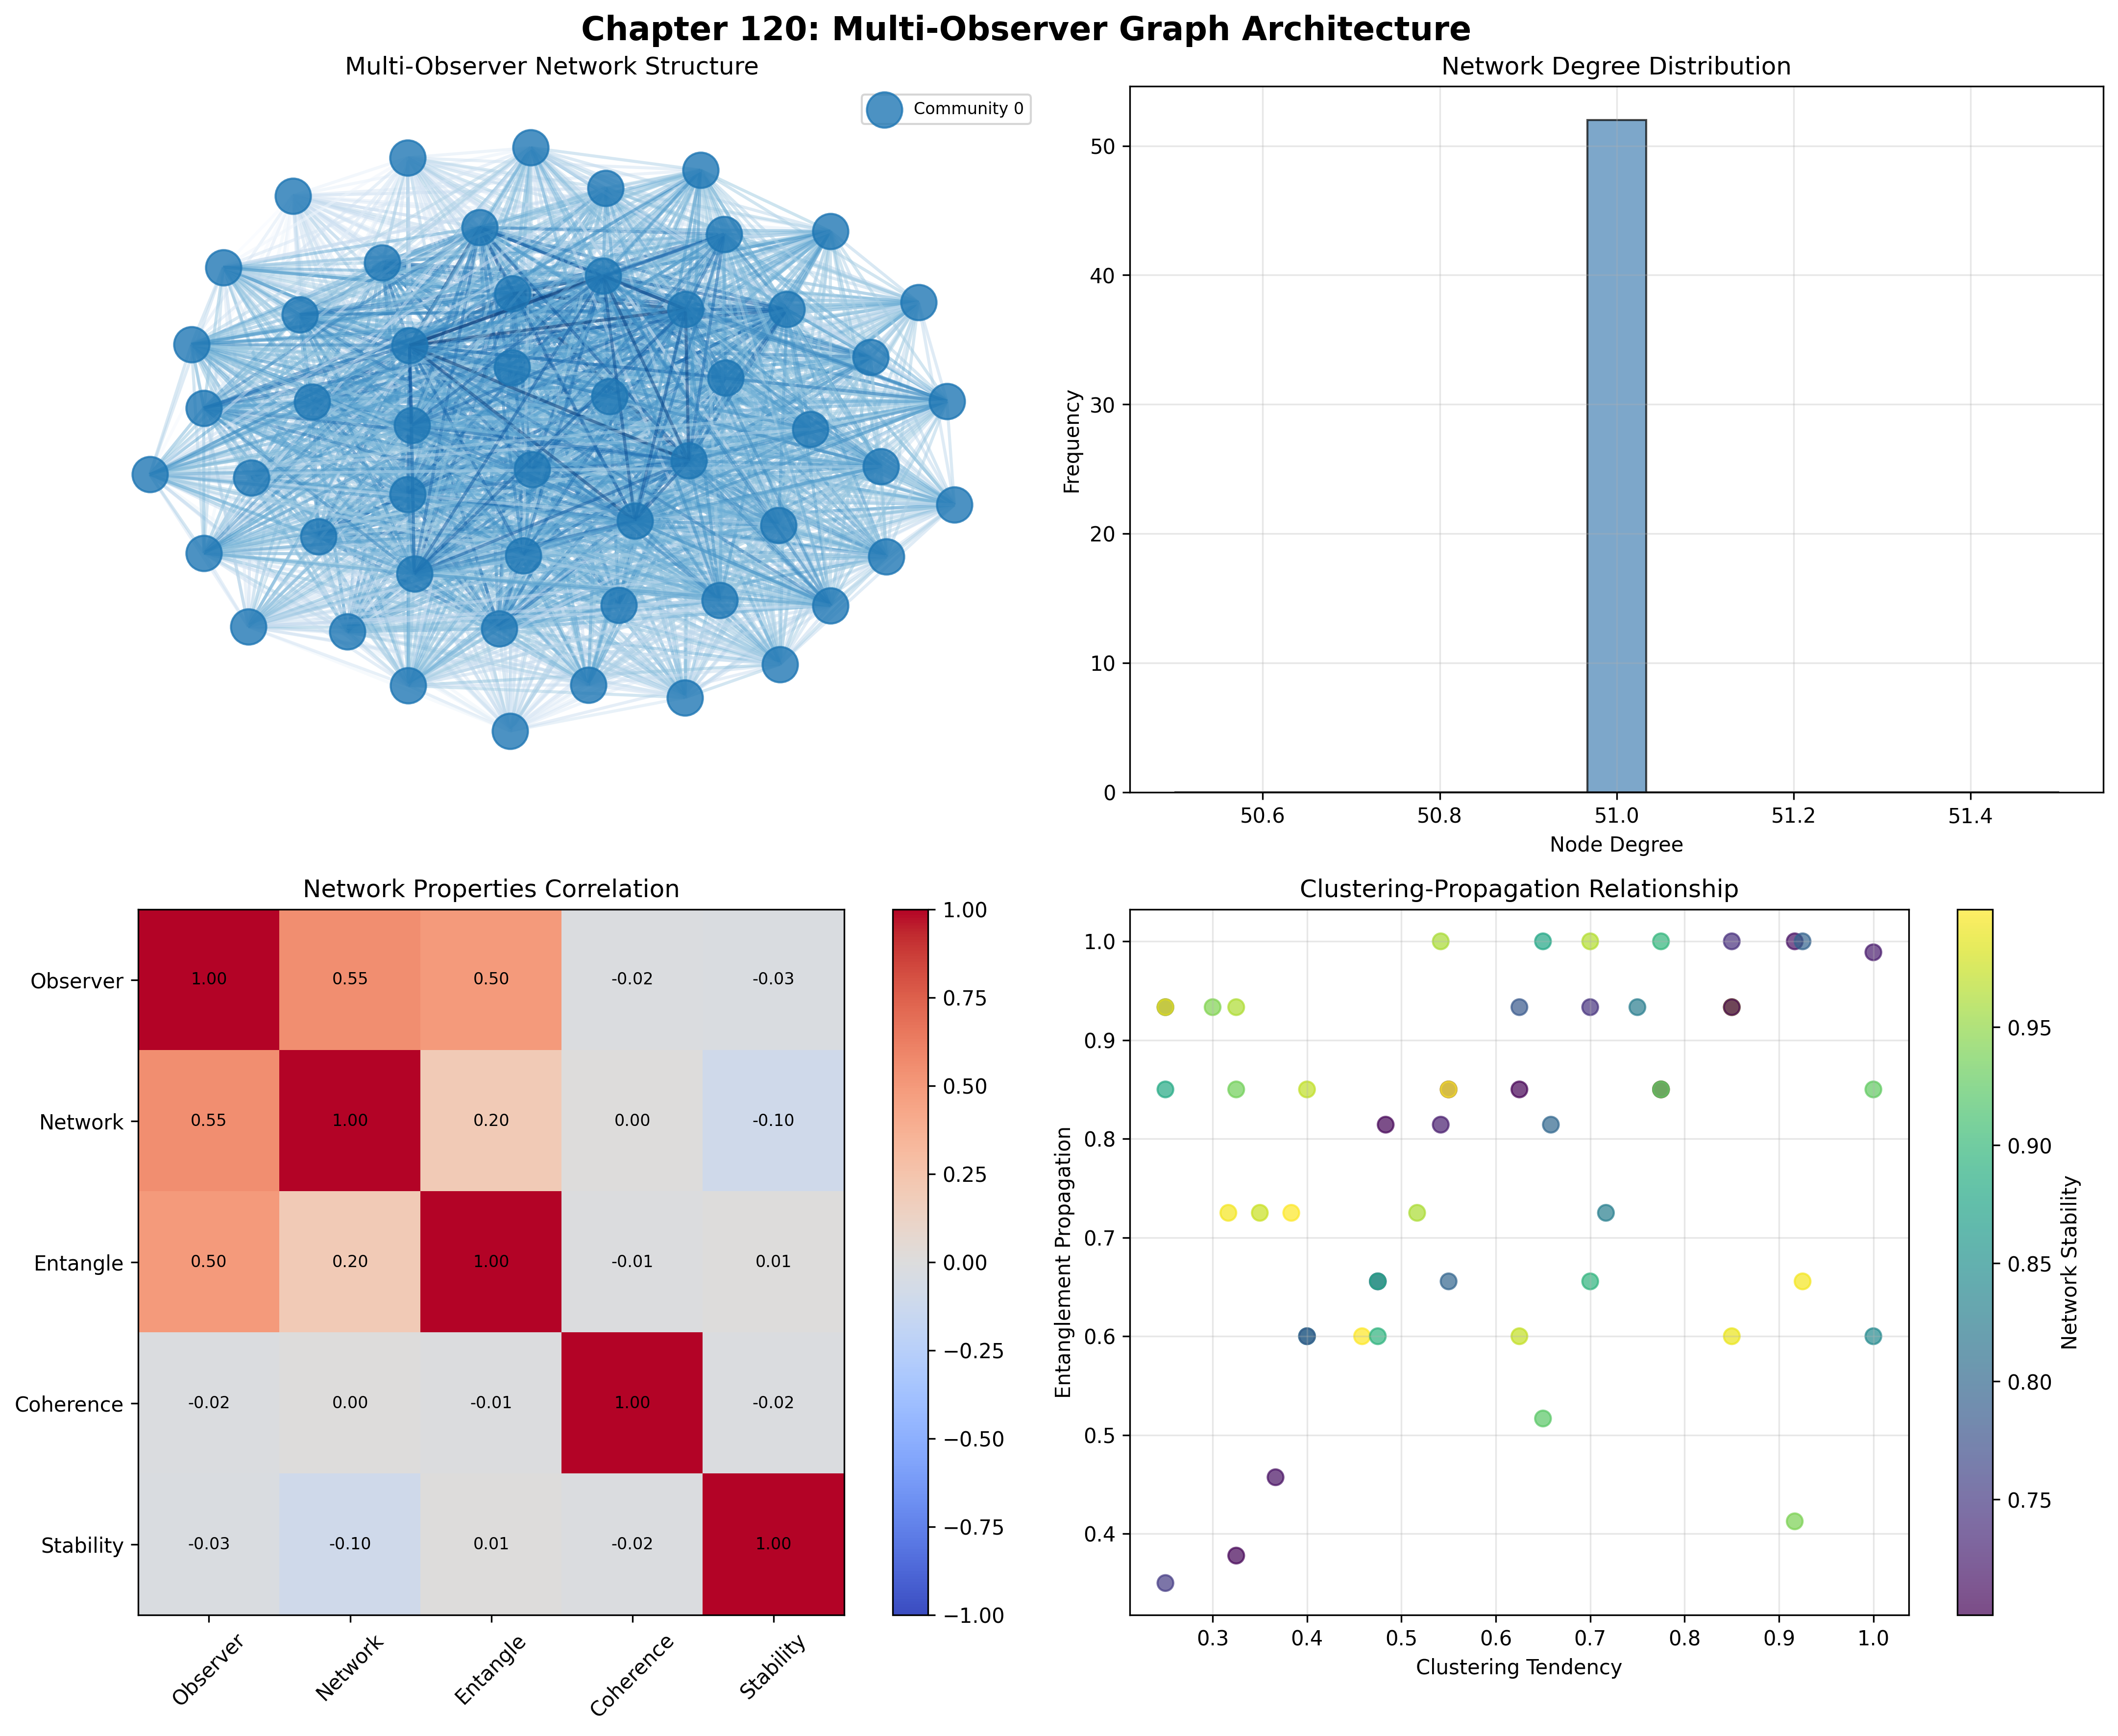 Chapter 120: Multi-Observer Graph Architecture
Multi-Observer Network Structure
Community 0
Network Degree Distribution
Frequency
50
40
30
20
10
0
50.6 50.8 51.0 51.2 51.4
Node Degree
Network Properties Correlation
Observer 1.00 0.55 0.50 -0.02 -0.03
Network 0.55 1.00 0.20 0.00 -0.10
Entangle 0.50 0.20 1.00 -0.01 0.01
Coherence -0.02 0.00 -0.01 1.00 -0.02
Stability -0.03 -0.10 0.01 -0.02 1.00
Observer Network Entangle Coherence Stability
1.00
0.75
0.50
0.25
0.00
−0.25
−0.50
−0.75
−1.00
Clustering-Propagation Relationship
Entanglement Propagation
1.0
0.9
0.8
0.7
0.6
0.5
0.4
0.3 0.4 0.5 0.6 0.7 0.8 0.9 1.0
Clustering Tendency
0.95
0.90
0.85
0.80
0.75
Network Stability